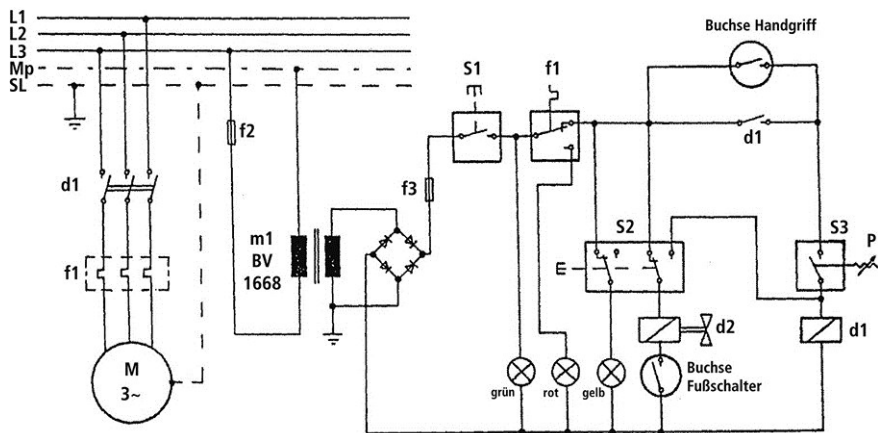 L1
L2
L3
Mp
SL
Buchse Handgriff
S1
f1
f2
d1
f3
d1
S2
S3
P
m1
BV
1668
f1
d2
d1
M
3~
Buchse
Fußschalter
grün
rot
gelb